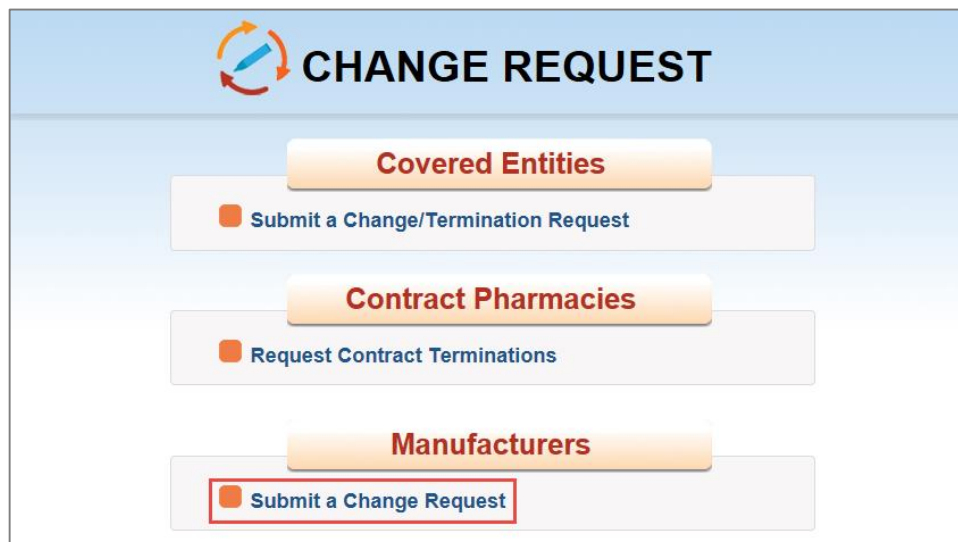 CHANGE REQUEST
Covered Entities
Submit a Change/Termination Request
Contract Pharmacies
Request Contract Terminations
Manufacturers
Submit a Change Request